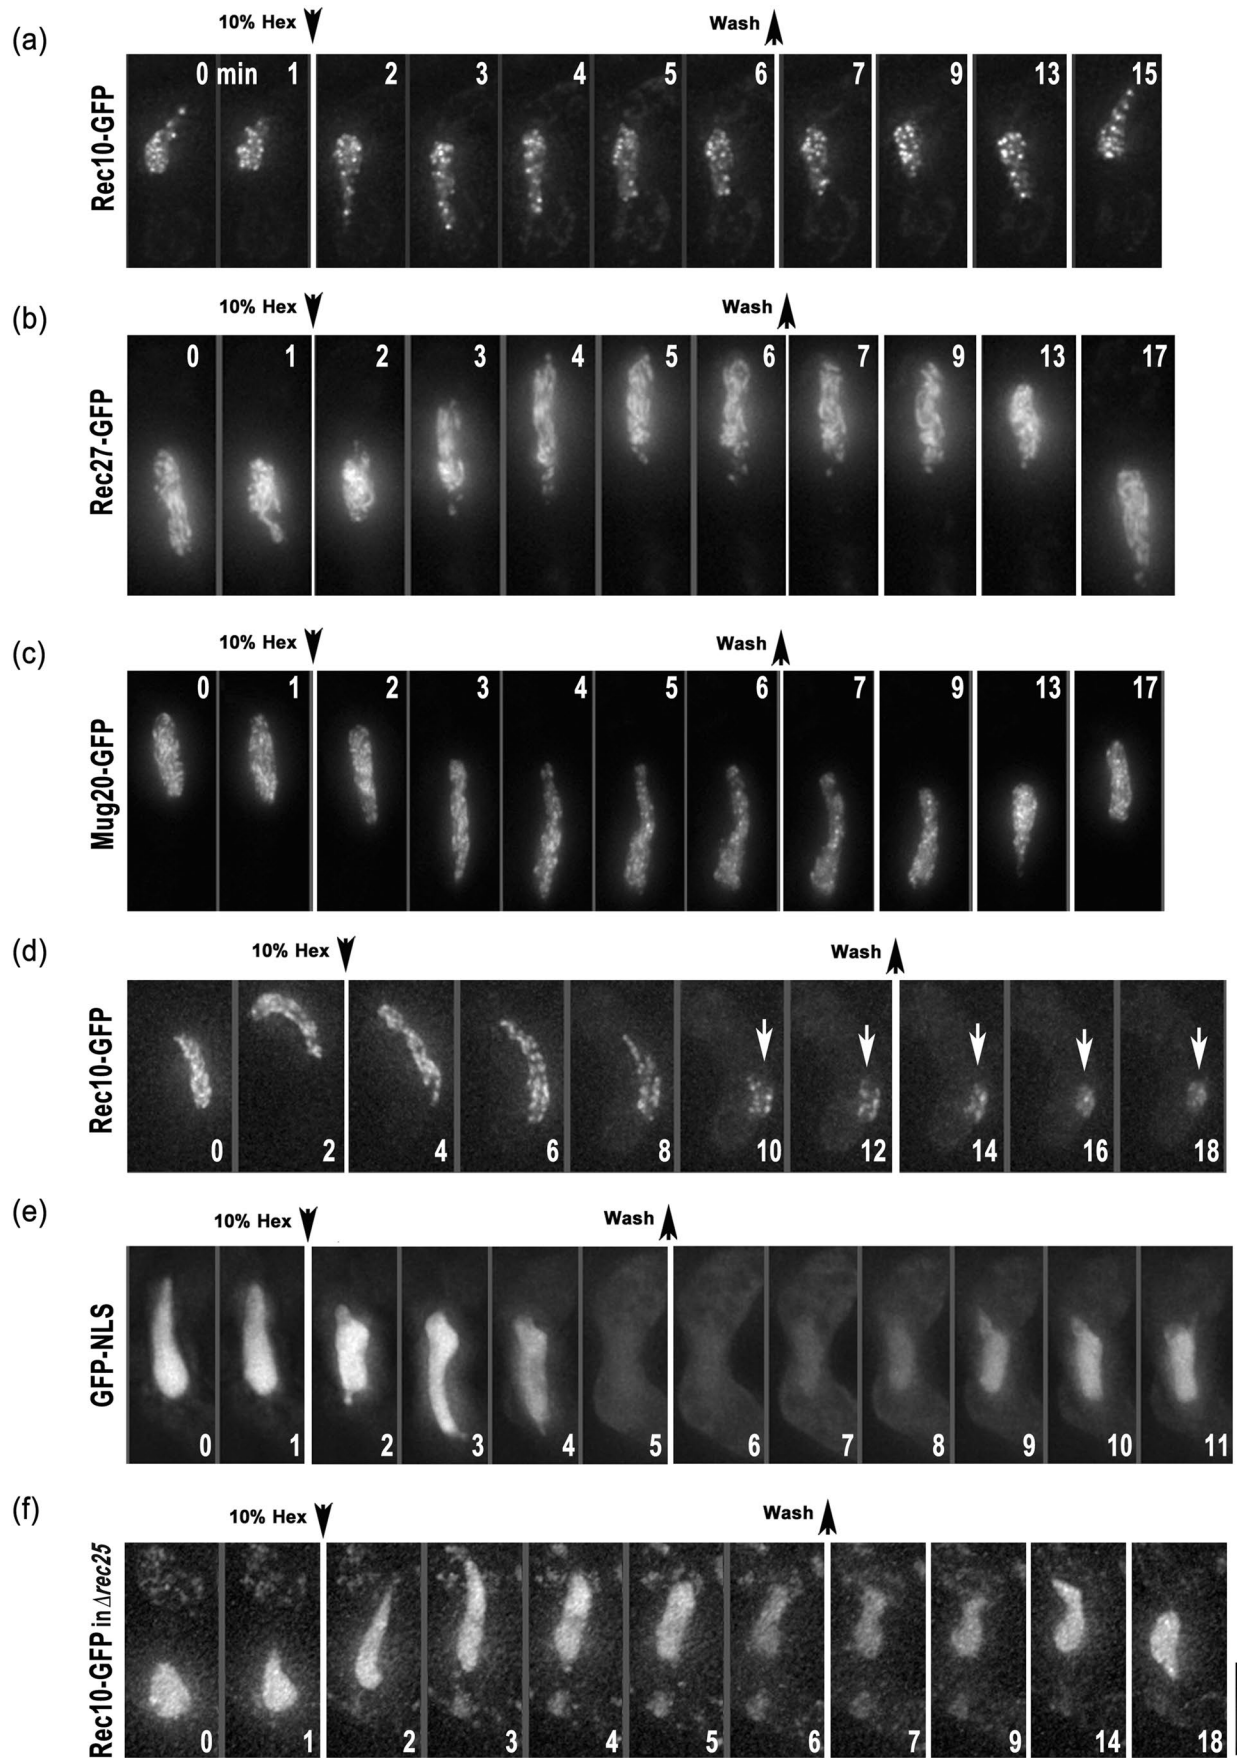 (a)
10% Hex
Wash
Rec10-GFP
0 min 1 2 3 4 5 6 7 9 13 15
(b)
10% Hex
Wash
Rec27-GFP
0 1 2 3 4 5 6 7 9 13 17
(c)
10% Hex
Wash
Mug20-GFP
0 1 2 3 4 5 6 7 9 13 17
(d)
10% Hex
Wash
Rec10-GFP
0 2 4 6 8 10 12 14 16 18
(e)
10% Hex
Wash
GFP-NLS
0 1 2 3 4 5 6 7 8 9 10 11
(f)
10% Hex
Wash
Rec10-GFP in Δrec25
0 1 2 3 4 5 6 7 9 14 18